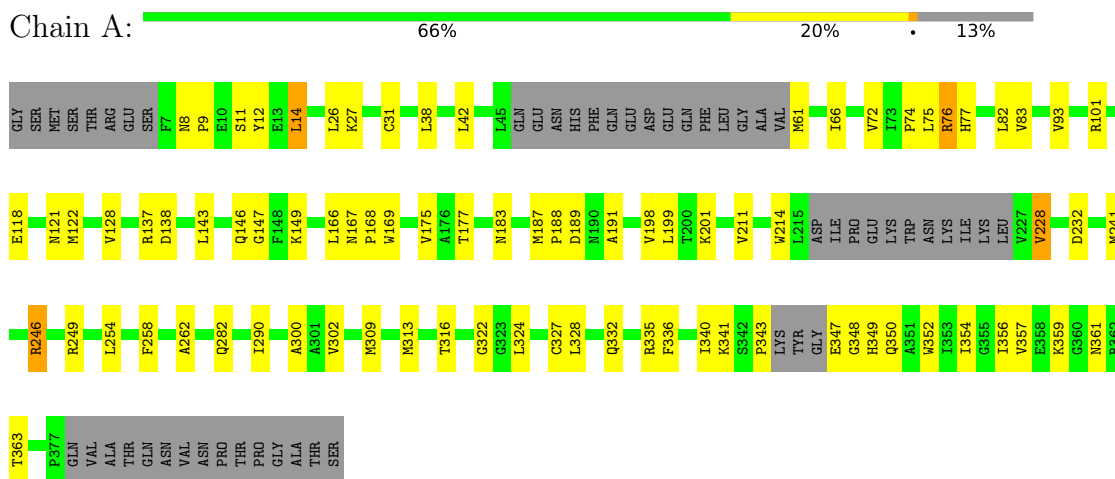 Chain A:
66% 20% • 13%
GLY SER MET SER THR ARG GLU SER F7 N8 P9 E10 S11 Y12 E13 L14 L26 K27 C31 L38 L42 L45 GLN GLU ASN HIS PHE GLN GLU ASP GLU GLN PHE LEU GLY ALA VAL M61 I66 V72 I73 P74 L75 R76 H77 L82 V83 V93 R101
E118 N121 M122 V128 R137 D138 L143 Q146 G147 F148 K149 L166 N167 P168 W169 V175 A176 T177 N183 M187 P188 D189 N190 A191 V198 L199 T200 K201 V211 W214 L215 ASP ILE PRO GLU LYS TRP ASN LYS ILE LYS LEU V227 V228 D232 M241
R246 R249 L254 F258 A262 Q282 I290 A300 A301 V302 M309 M313 T316 G322 G323 L324 C327 L328 Q332 R335 F336 I340 K341 S342 P343 LYS TYR GLY E347 G348 H349 Q350 A351 W352 I353 I354 G355 I356 V357 E358 K359 G360 N361 P362
T363 P377 GLN VAL ALA THR GLN ASN VAL ASN PRO THR PRO GLY ALA THR SER